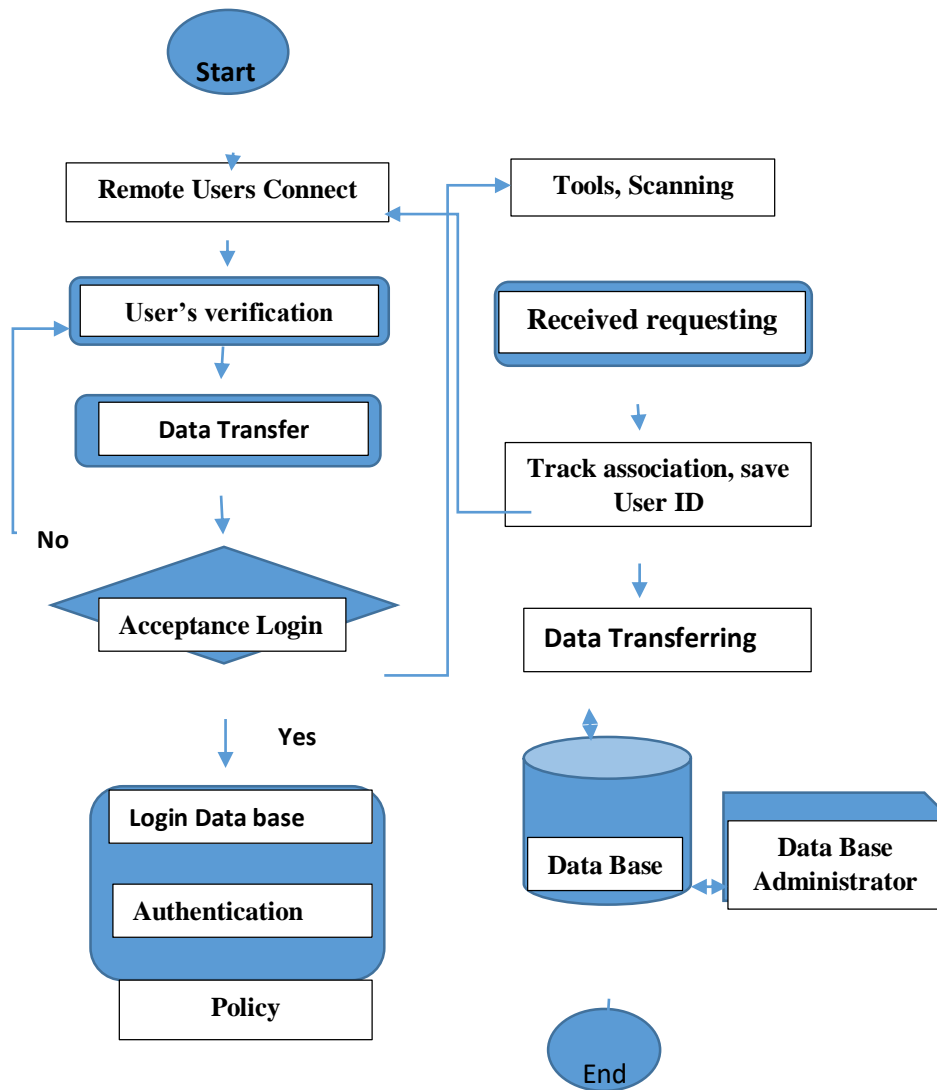 Start
Remote Users Connect
User’s verification
Data Transfer
No
Acceptance Login
Yes
Login Data base
Authentication
Policy
Tools, Scanning
Received requesting
Track association, save
User ID
Data Transferring
Data Base
Data Base
Administrator
End